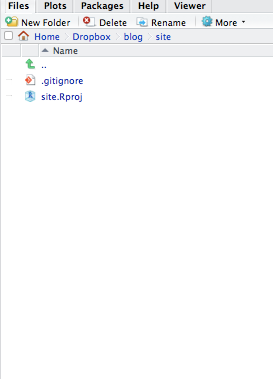 Files Plots Packages Help Viewer
New Folder Delete Rename More
Home Dropbox blog site
Name
..
.gitignore
site.Rproj